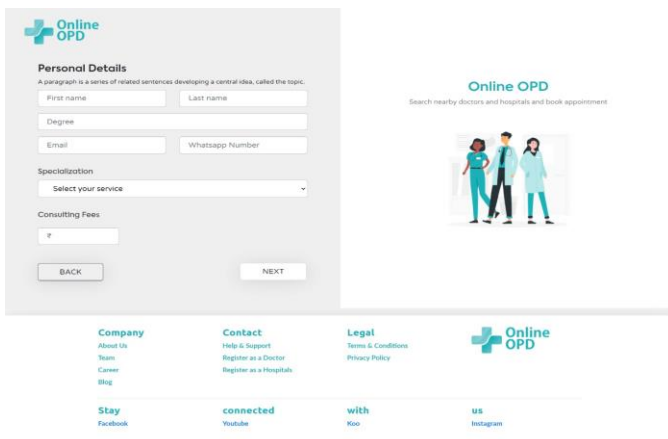 Online
OPD
Personal Details
A paragraph is a series of related sentences developing a central idea, called the topic.
First name Last name
Degree
Email Whatsapp Number
Specialization
Select your service
Consulting Fees
₹
BACK NEXT
Online OPD
Search nearby doctors and hospitals and book appointment
Company Contact Legal
About Us Help & Support Terms & Conditions
Team Register as a Doctor Privacy Policy
Career Register as a Hospitals
Blog
Online
OPD
Stay connected with us
Facebook Youtube Koo Instagram